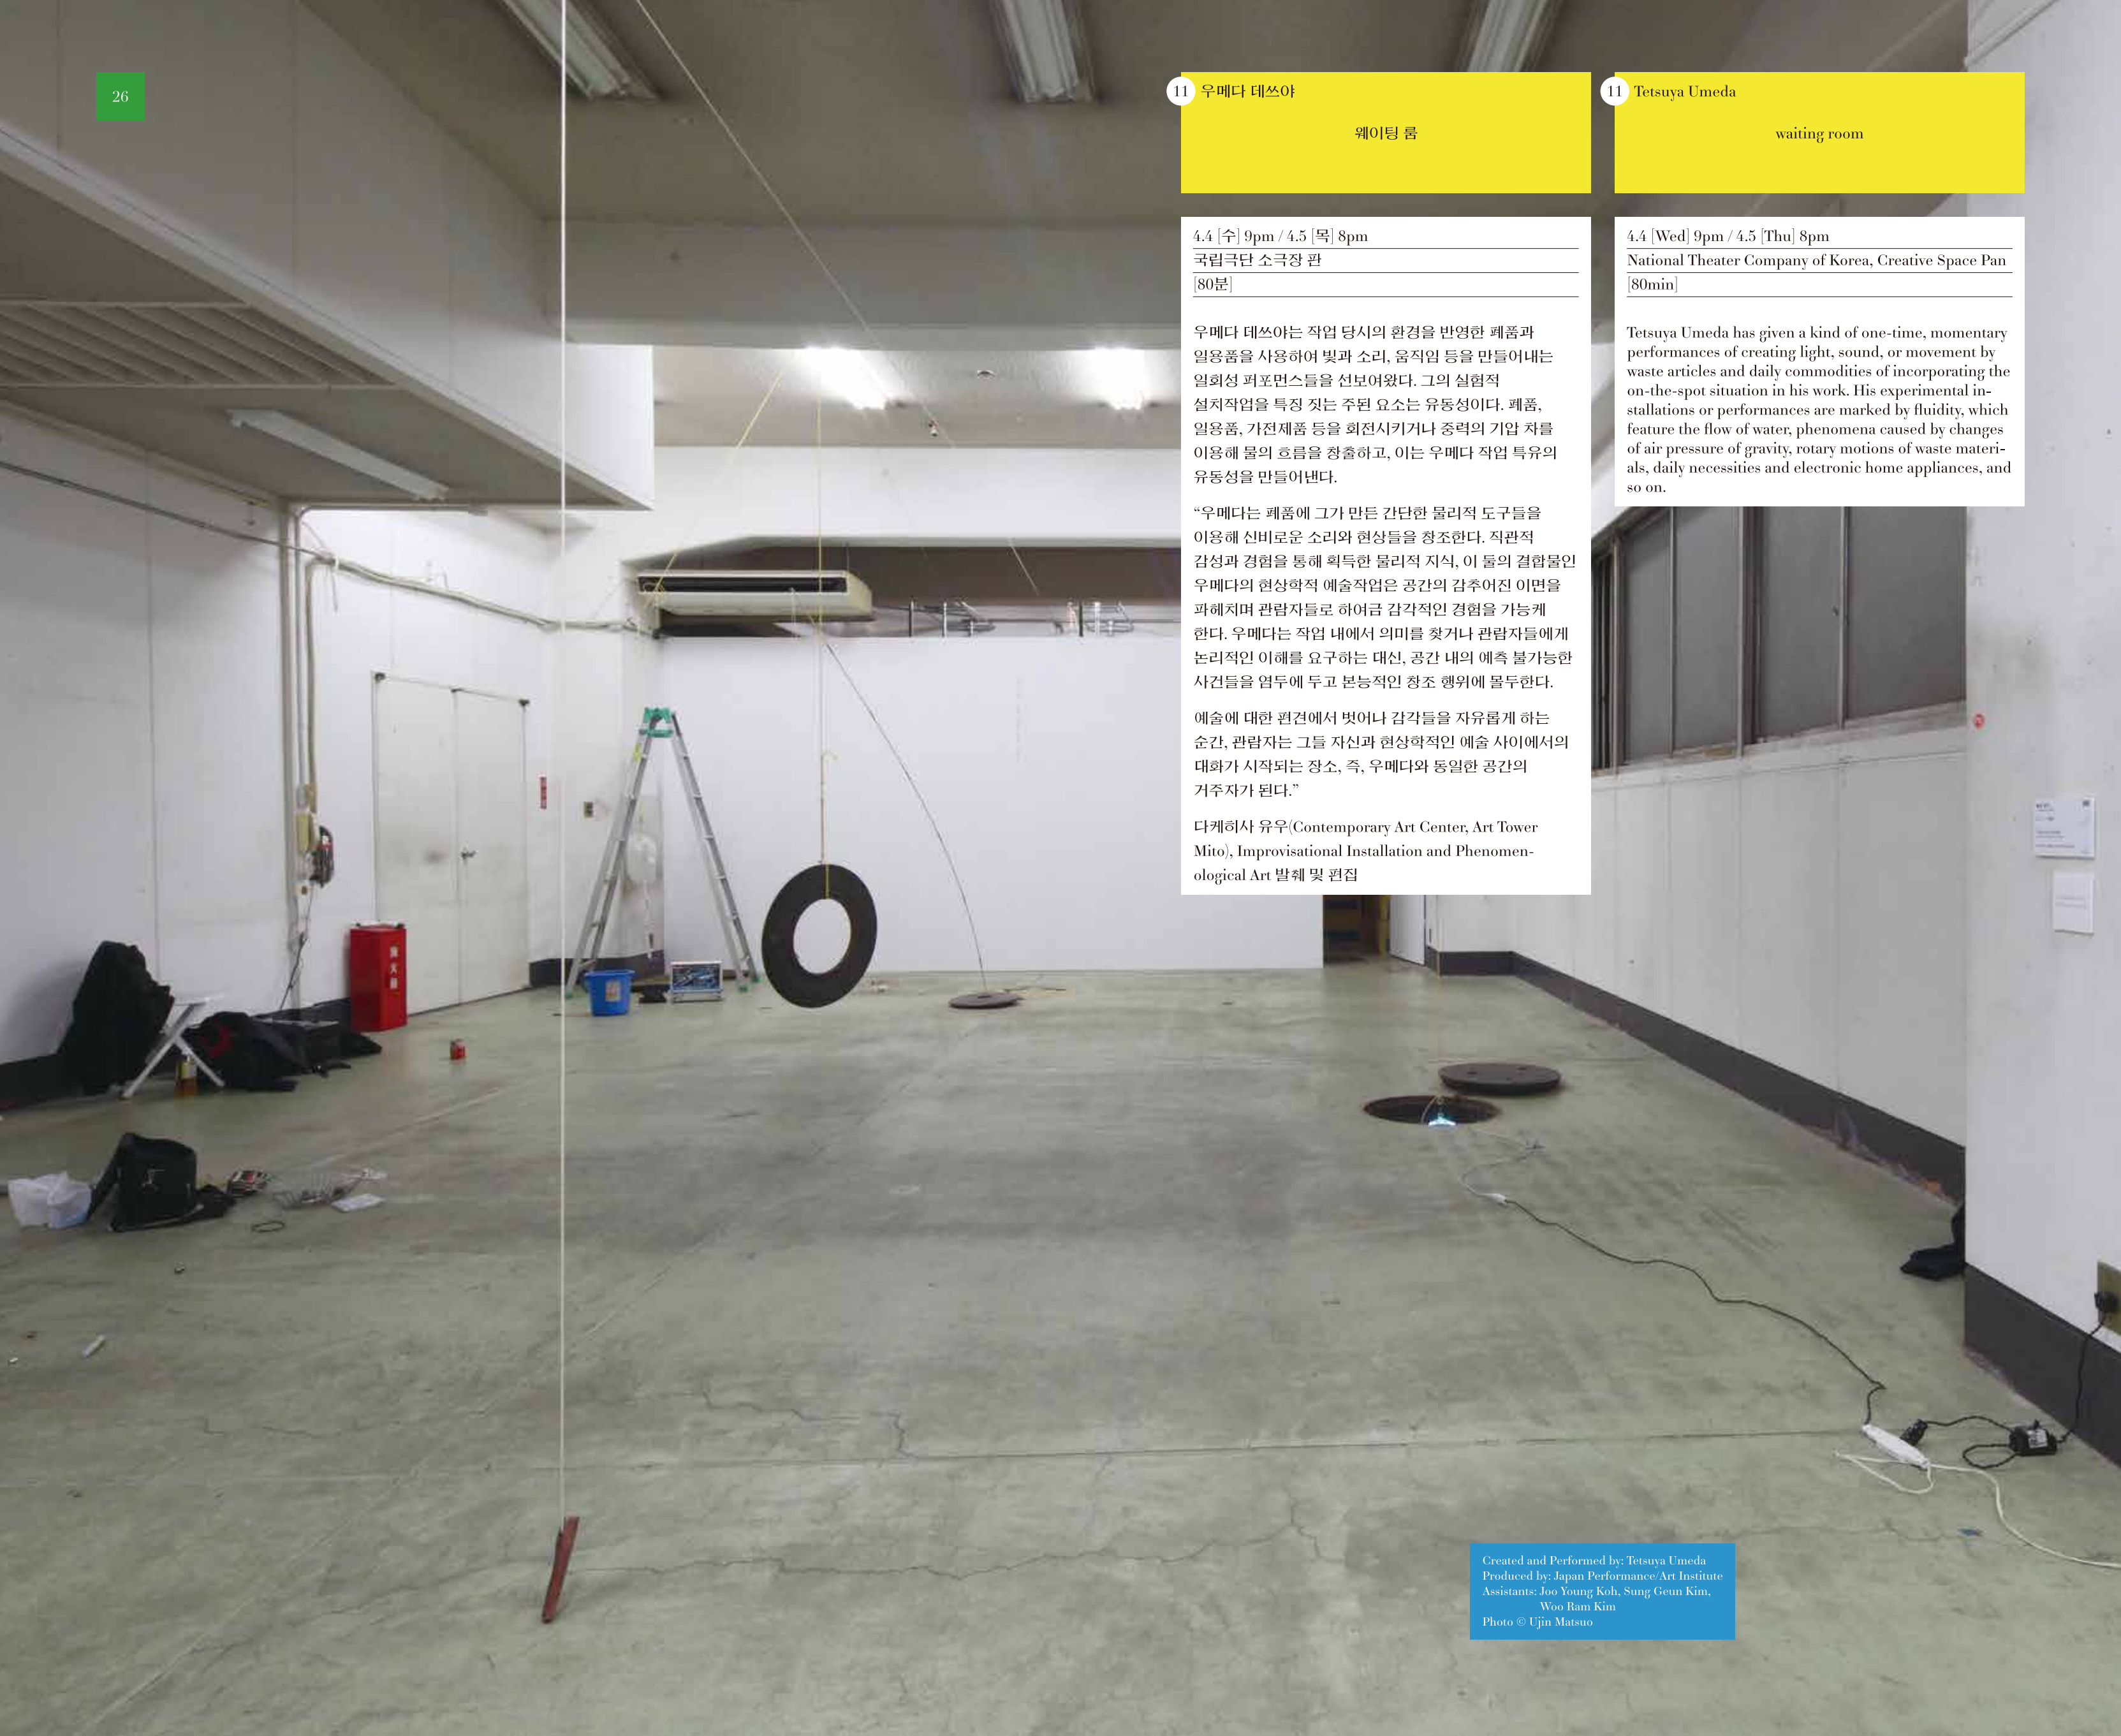 26
11 우메다 데쓰야
웨이팅 룸
4.4 [수] 9pm / 4.5 [목] 8pm
국립극단 소극장 판
[80분]
우메다 데쓰야는 작업 당시의 환경을 반영한 폐품과
일용품을 사용하여 빛과 소리, 움직임 등을 만들어내는
일회성 퍼포먼스들을 선보여왔다. 그의 실험적
설치작업을 특징 짓는 주된 요소는 유동성이다. 폐품,
일용품, 가전제품 등을 회전시키거나 중력의 기압 차를
이용해 물의 흐름을 창출하고, 이는 우메다 작업 특유의
유동성을 만들어낸다.
“우메다는 폐품에 그가 만든 간단한 물리적 도구들을
이용해 신비로운 소리와 현상들을 창조한다. 직관적
감성과 경험을 통해 획득한 물리적 지식, 이 둘의 결합물인
우메다의 현상학적 예술작업은 공간의 감추어진 이면을
파헤치며 관람자들로 하여금 감각적인 경험을 가능케
한다. 우메다는 작업 내에서 의미를 찾거나 관람자들에게
논리적인 이해를 요구하는 대신, 공간 내의 예측 불가능한
사건들을 염두에 두고 본능적인 창조 행위에 몰두한다.
예술에 대한 편견에서 벗어나 감각들을 자유롭게 하는
순간, 관람자는 그들 자신과 현상학적인 예술 사이에서의
대화가 시작되는 장소, 즉, 우메다와 동일한 공간의
거주자가 된다.”
다케히사 유우(Contemporary Art Center, Art Tower
Mito), Improvisational Installation and Phenomen-
ological Art 발췌 및 편집
11 Tetsuya Umeda
waiting room
4.4 [Wed] 9pm / 4.5 [Thu] 8pm
National Theater Company of Korea, Creative Space Pan
[80min]
Tetsuya Umeda has given a kind of one-time, momentary
performances of creating light, sound, or movement by
waste articles and daily commodities of incorporating the
on-the-spot situation in his work. His experimental in-
stallations or performances are marked by fluidity, which
feature the flow of water, phenomena caused by changes
of air pressure of gravity, rotary motions of waste materi-
als, daily necessities and electronic home appliances, and
so on.
消火器
Created and Performed by: Tetsuya Umeda
Produced by: Japan Performance/Art Institute
Assistants: Joo Young Koh, Sung Geun Kim,
Woo Ram Kim
Photo © Ujin Matsuo